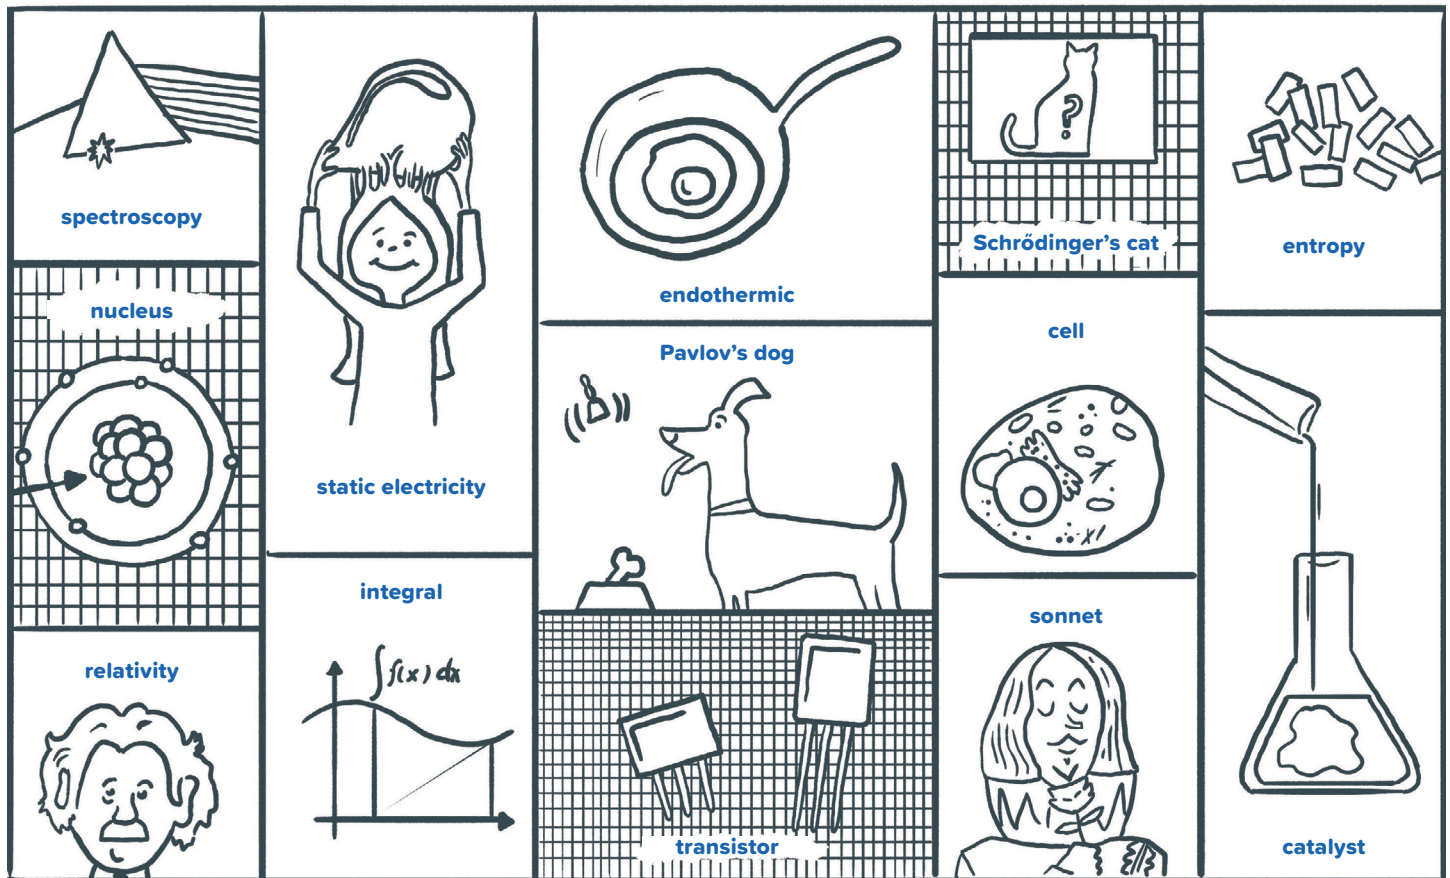 spectroscopy
nucleus
relativity
static electricity
integral
∫f(x) dx
endothermic
Pavlov’s dog
transistor
Schrődinger’s cat
?
cell
sonnet
entropy
catalyst